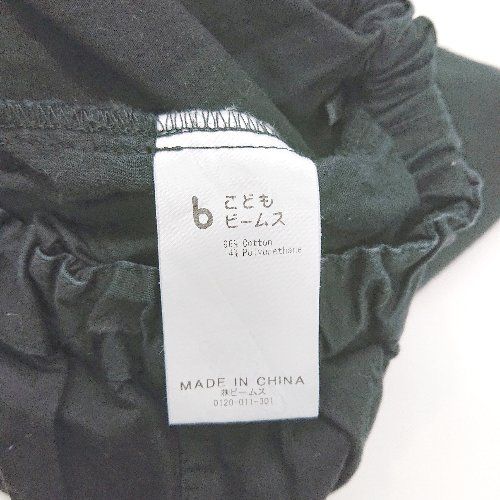 b こども
ビームス
96% Cotton
4% Polyurethane
MADE IN CHINA
㈱ビームス
0120-011-301